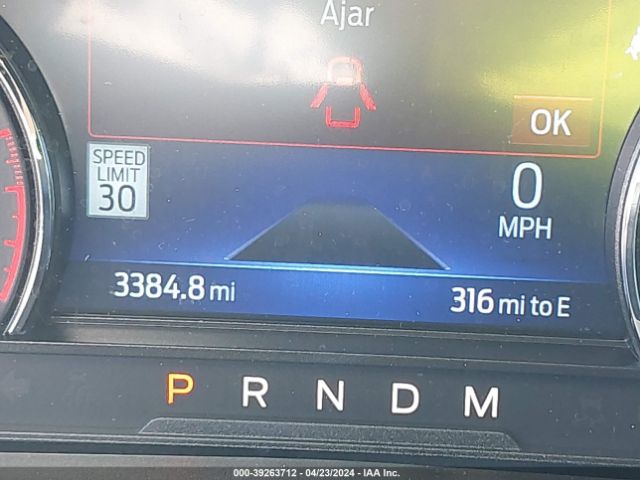 Ajar
OK
SPEED
LIMIT
30
0
MPH
3384.8 mi
316 mi to E
P R N D M
000-39263712 - 04/23/2024 - IAA Inc.